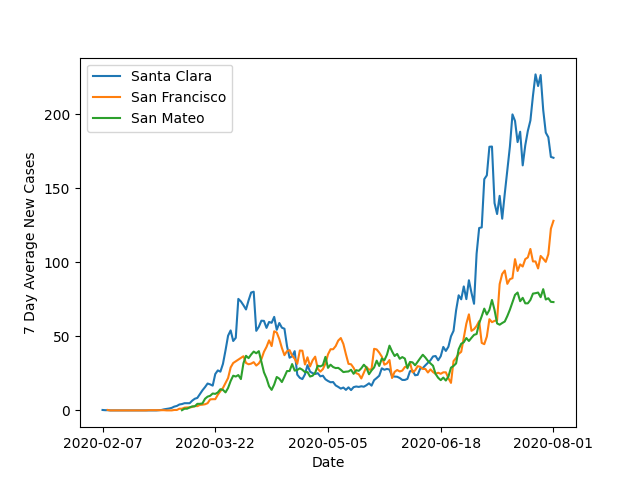 Santa Clara
San Francisco
San Mateo
7 Day Average New Cases
200
150
100
50
0
2020-02-07 2020-03-22 2020-05-05 2020-06-18 2020-08-01
Date